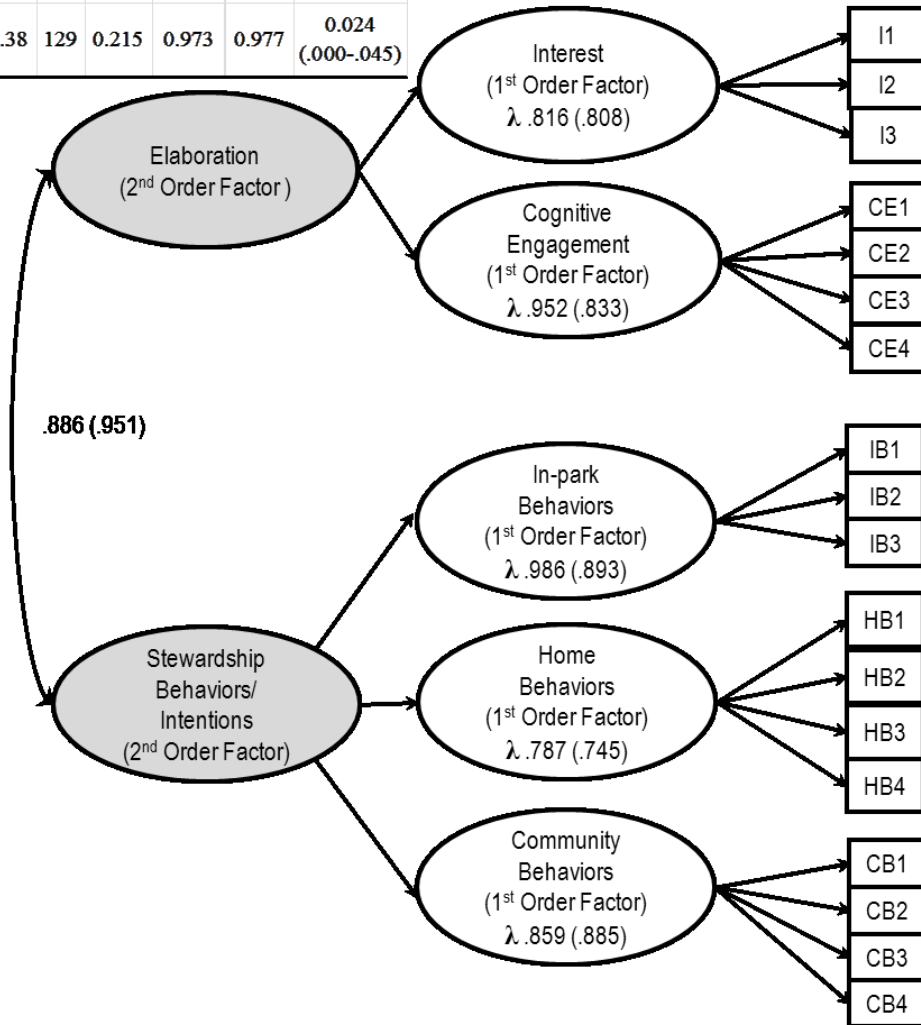 .38 129 0.215 0.973 0.977 0.024
(.000-.045)
Interest
(1st Order Factor)
λ .816 (.808)
I1
I2
I3
Elaboration
(2nd Order Factor )
Cognitive
Engagement
(1st Order Factor)
λ .952 (.833)
CE1
CE2
CE3
CE4
.886 (.951)
In-park
Behaviors
(1st Order Factor)
λ .986 (.893)
IB1
IB2
IB3
Stewardship
Behaviors/
Intentions
(2nd Order Factor)
Home
Behaviors
(1st Order Factor)
λ .787 (.745)
HB1
HB2
HB3
HB4
Community
Behaviors
(1st Order Factor)
λ .859 (.885)
CB1
CB2
CB3
CB4